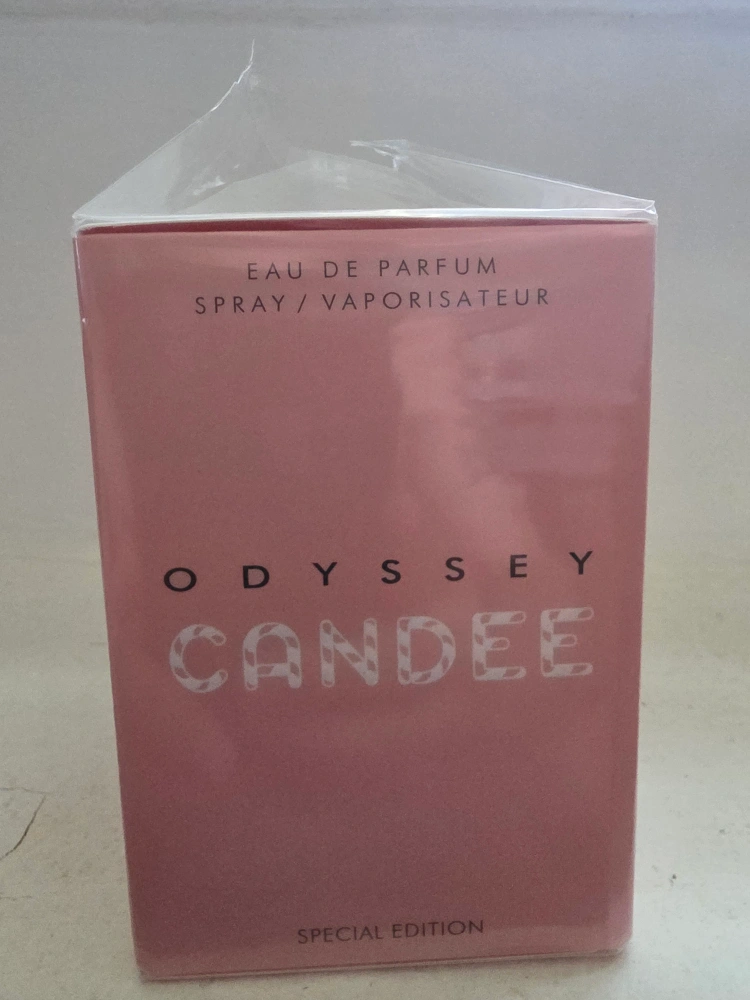 EAU DE PARFUM
SPRAY / VAPORISATEUR
ODYSSEY
CANDEE
SPECIAL EDITION